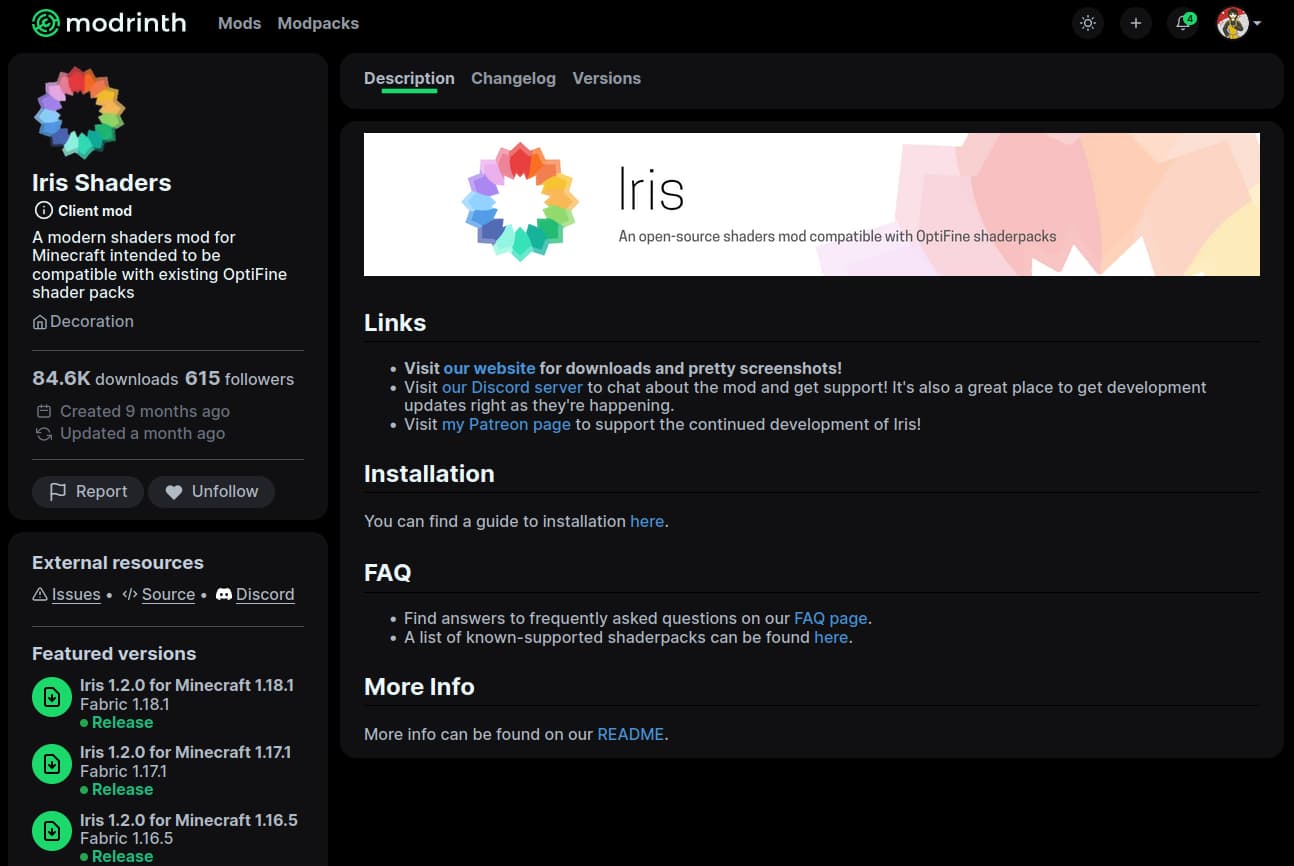 modrinth
Mods Modpacks
4
Iris Shaders
Client mod
A modern shaders mod for
Minecraft intended to be
compatible with existing OptiFine
shader packs
Decoration
84.6K downloads 615 followers
Created 9 months ago
Updated a month ago
Report Unfollow
External resources
Issues • Source • Discord
Featured versions
Iris 1.2.0 for Minecraft 1.18.1
Fabric 1.18.1
Release
Iris 1.2.0 for Minecraft 1.17.1
Fabric 1.17.1
Release
Iris 1.2.0 for Minecraft 1.16.5
Fabric 1.16.5
Release
Description Changelog Versions
Iris
An open-source shaders mod compatible with OptiFine shaderpacks
Links
• Visit our website for downloads and pretty screenshots!
• Visit our Discord server to chat about the mod and get support! It's also a great place to get development
updates right as they're happening.
• Visit my Patreon page to support the continued development of Iris!
Installation
You can find a guide to installation here.
FAQ
• Find answers to frequently asked questions on our FAQ page.
• A list of known-supported shaderpacks can be found here.
More Info
More info can be found on our README.